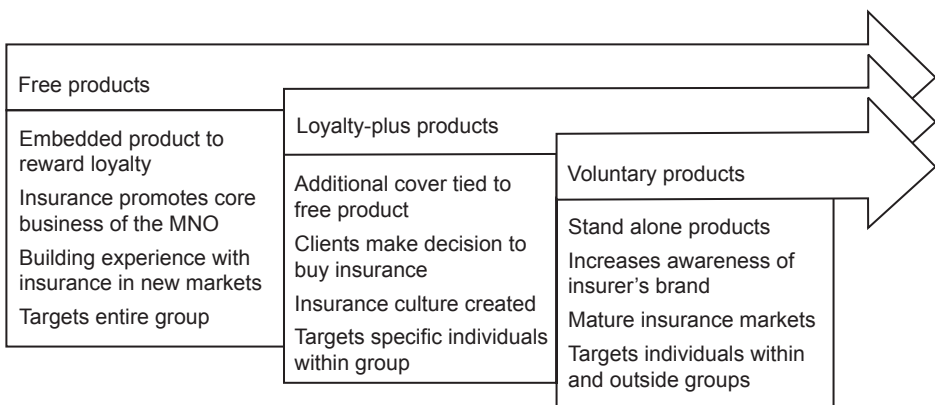 Free products
Embedded product to
reward loyalty
Insurance promotes core
business of the MNO
Building experience with
insurance in new markets
Targets entire group
Loyalty-plus products
Additional cover tied to
free product
Clients make decision to
buy insurance
Insurance culture created
Targets specific individuals
within group
Voluntary products
Stand alone products
Increases awareness of
insurer’s brand
Mature insurance markets
Targets individuals within
and outside groups